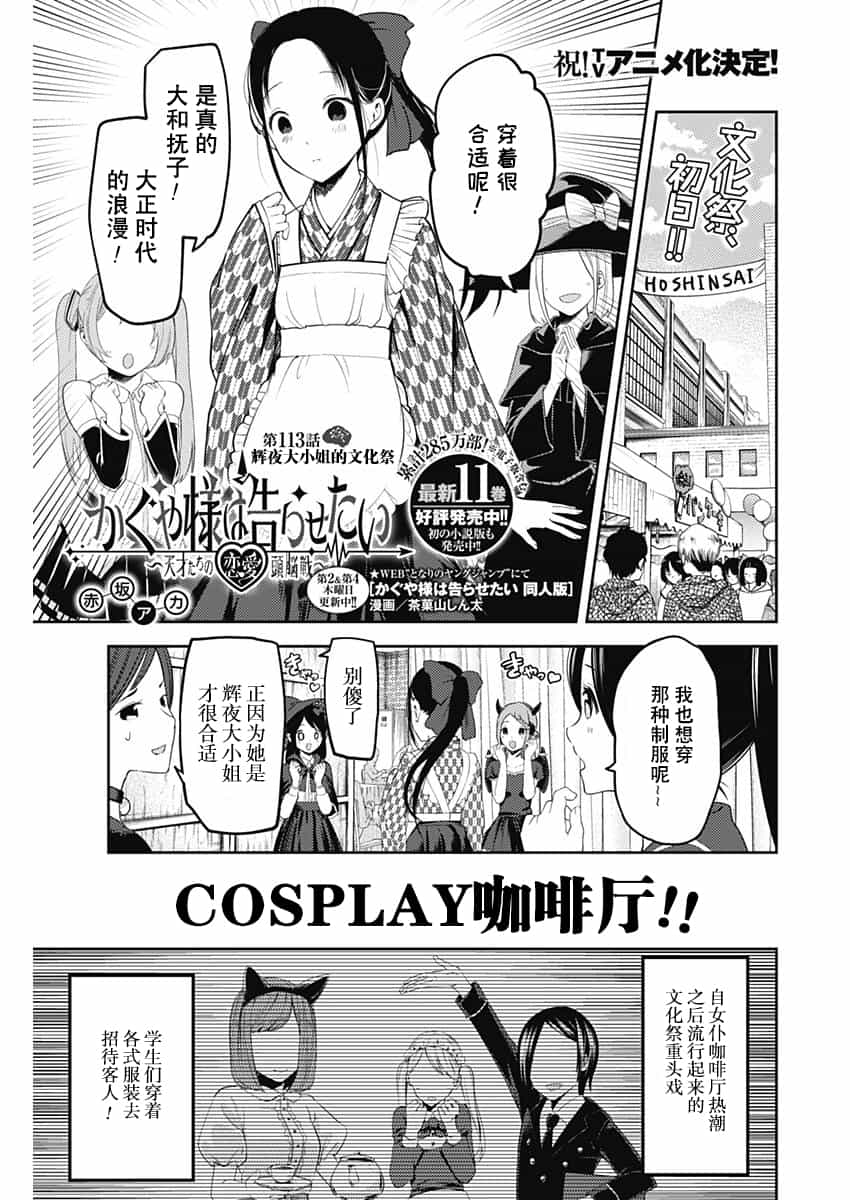 祝!TVアニメ化決定!
文化祭、
初日!!
HOSHINSAI
穿着很
合适呢!
是真的
大和抚子!
大正时代
的浪漫!
第113話
辉夜大小姐的文化祭
かぐや様は告らせたい
~天才たちの恋愛頭脳戦~
赤坂アカ
第2&第4
木曜日
更新中!!
累計285万部!
最新11巻
好評発売中!!
初の小説版も
発売中!!
★WEB"となりのヤングジャンプ"にて
[かぐや様は告らせたい 同人版]
漫画/茶菓山しん太
我也想穿
那种制服呢~
きゃっ♡
きゃっ♡
别傻了
正因为她是
辉夜大小姐
才很合适
COSPLAY咖啡厅!!
自女仆咖啡厅热潮
之后流行起来的
文化祭重头戏
学生们穿着
各式服装去
招待客人!